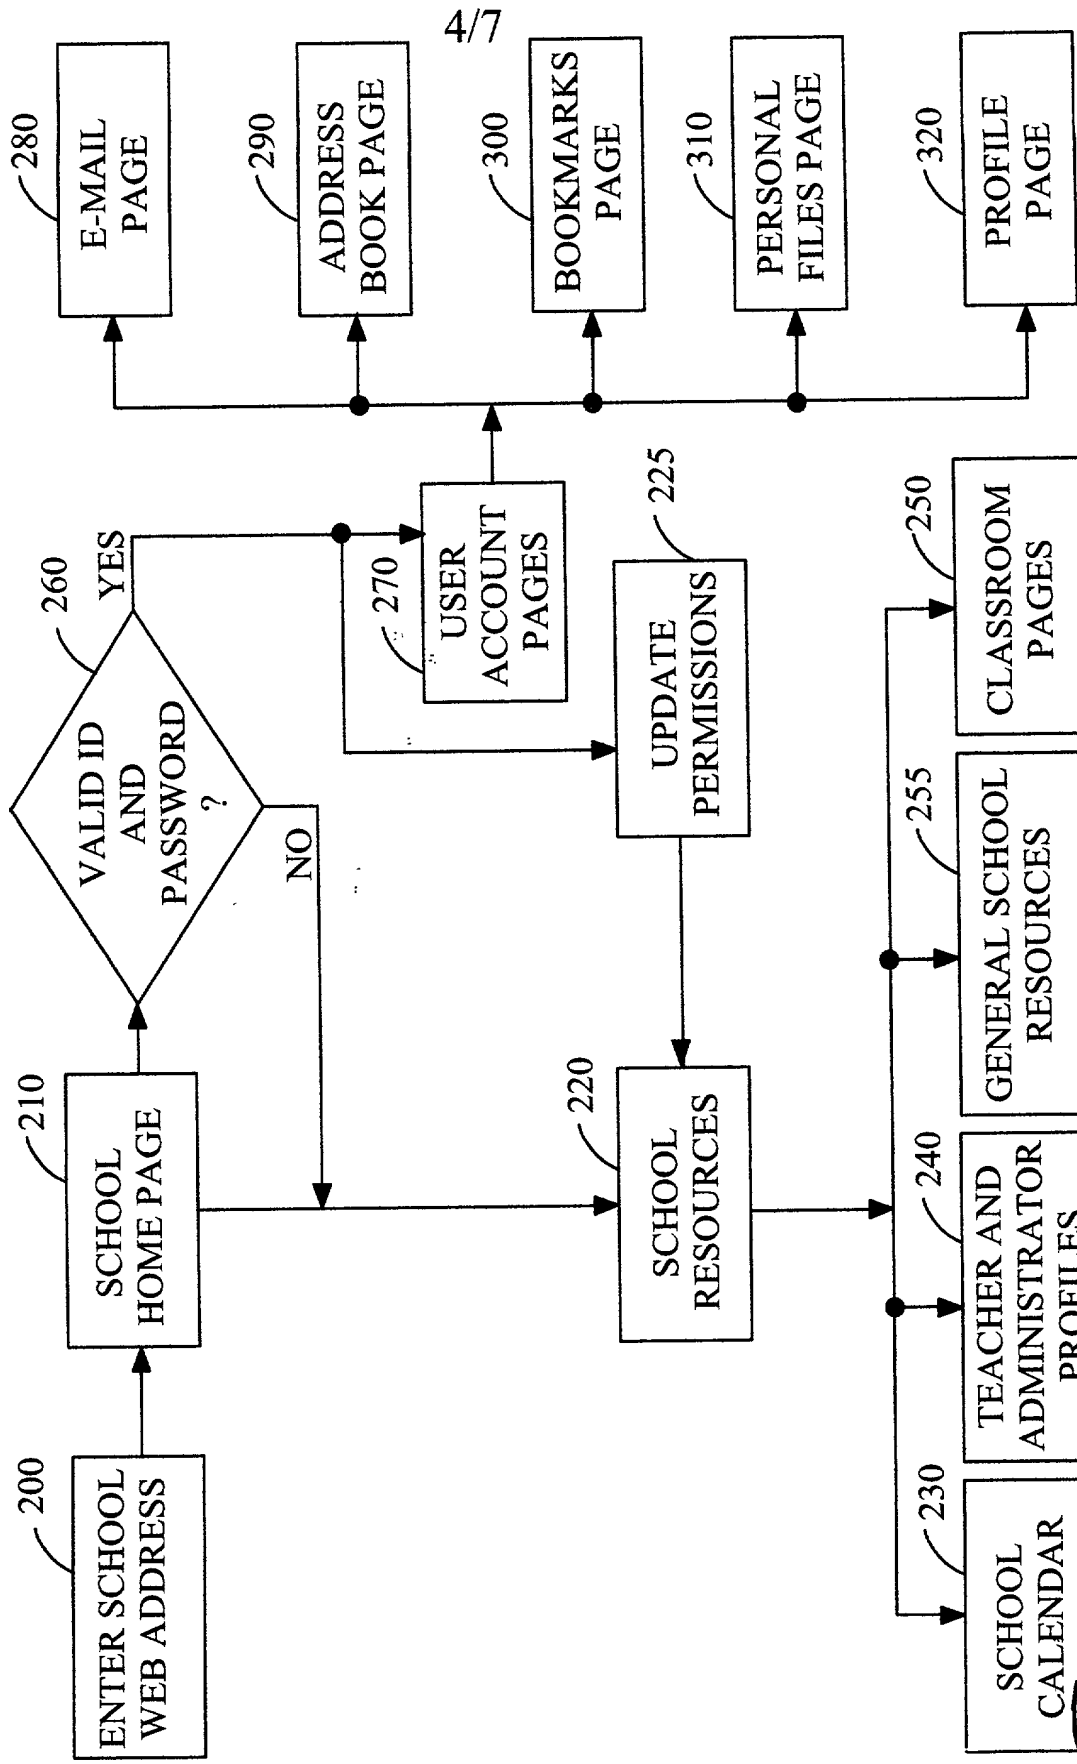 4/7
200
ENTER SCHOOL
WEB ADDRESS
210
SCHOOL
HOME PAGE
260
VALID ID
AND
PASSWORD
?
YES
NO
270
USER
ACCOUNT
PAGES
225
UPDATE
PERMISSIONS
220
SCHOOL
RESOURCES
280
E-MAIL
PAGE
290
ADDRESS
BOOK PAGE
300
BOOKMARKS
PAGE
310
PERSONAL
FILES PAGE
320
PROFILE
PAGE
230
SCHOOL
CALENDAR
240
TEACHER AND
ADMINISTRATOR
PROFILES
255
GENERAL SCHOOL
RESOURCES
250
CLASSROOM
PAGES